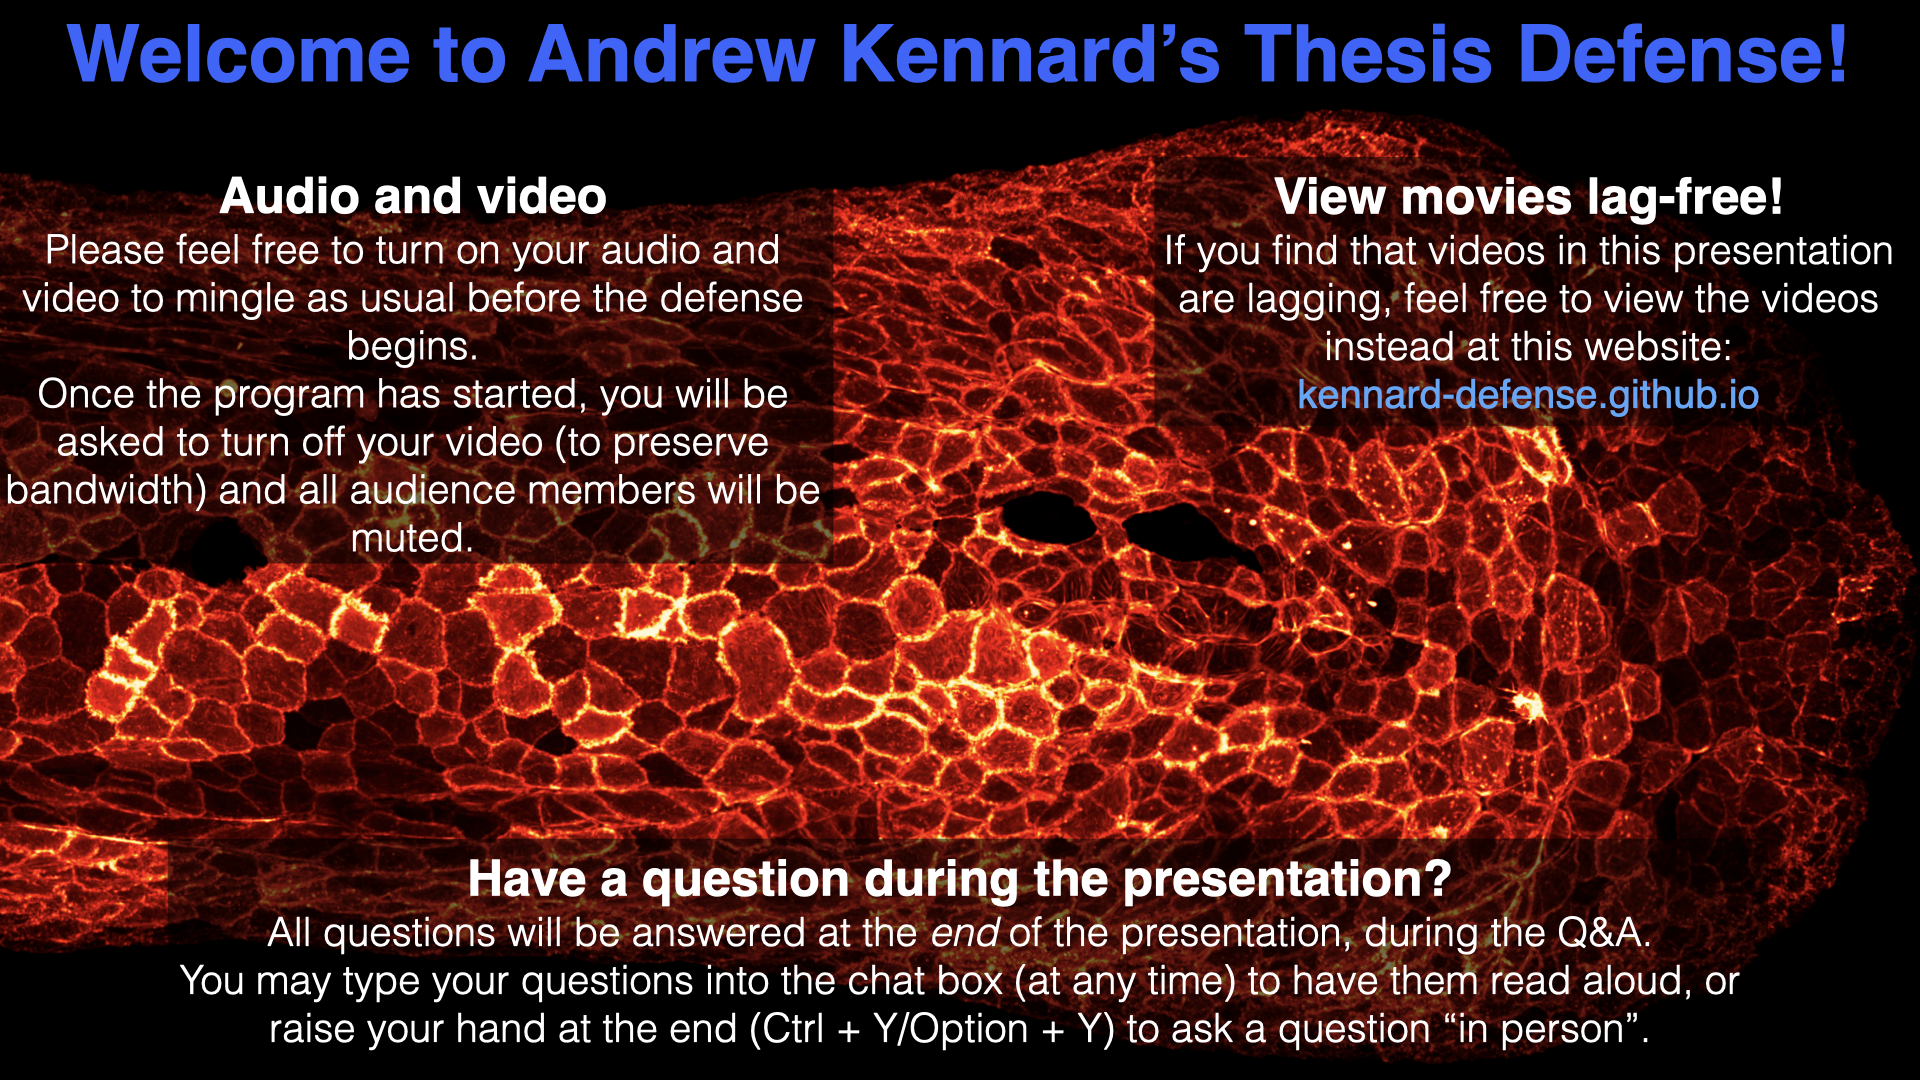 Welcome to Andrew Kennard’s Thesis Defense!
Audio and video
Please feel free to turn on your audio and
video to mingle as usual before the defense
begins.
Once the program has started, you will be
asked to turn off your video (to preserve
bandwidth) and all audience members will be
muted.
View movies lag-free!
If you find that videos in this presentation
are lagging, feel free to view the videos
instead at this website:
kennard-defense.github.io
Have a question during the presentation?
All questions will be answered at the end of the presentation, during the Q&A.
You may type your questions into the chat box (at any time) to have them read aloud, or
raise your hand at the end (Ctrl + Y/Option + Y) to ask a question “in person”.